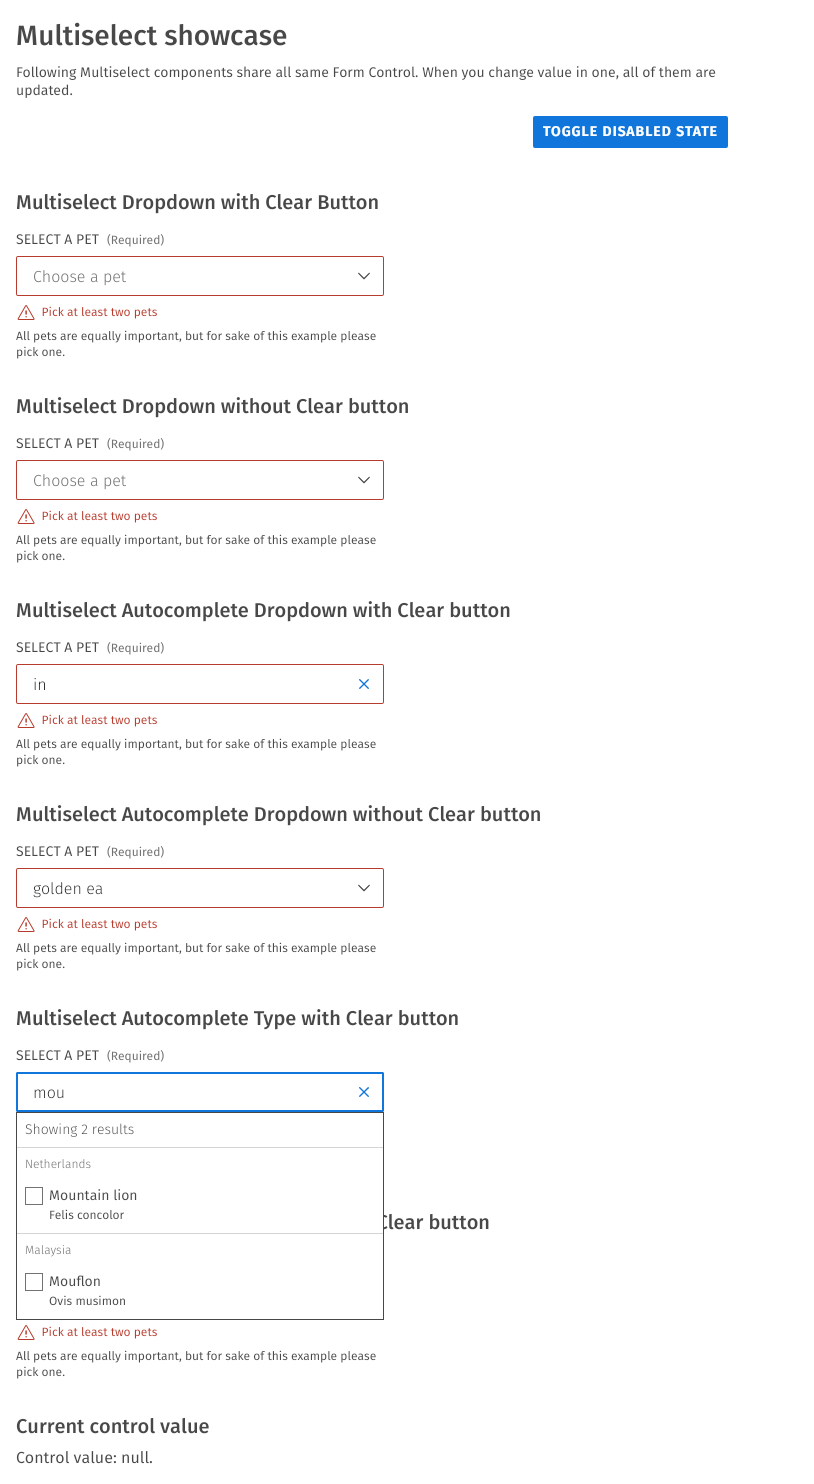 Multiselect showcase
Following Multiselect components share all same Form Control. When you change value in one, all of them are
updated.
TOGGLE DISABLED STATE
Multiselect Dropdown with Clear Button
SELECT A PET (Required)
Choose a pet
Pick at least two pets
All pets are equally important, but for sake of this example please
pick one.
Multiselect Dropdown without Clear button
SELECT A PET (Required)
Choose a pet
Pick at least two pets
All pets are equally important, but for sake of this example please
pick one.
Multiselect Autocomplete Dropdown with Clear button
SELECT A PET (Required)
in
Pick at least two pets
All pets are equally important, but for sake of this example please
pick one.
Multiselect Autocomplete Dropdown without Clear button
SELECT A PET (Required)
golden ea
Pick at least two pets
All pets are equally important, but for sake of this example please
pick one.
Multiselect Autocomplete Type with Clear button
SELECT A PET (Required)
mou
Showing 2 results
Netherlands
Mountain lion
Felis concolor
Clear button
Malaysia
Mouflon
Ovis musimon
Pick at least two pets
All pets are equally important, but for sake of this example please
pick one.
Current control value
Control value: null.